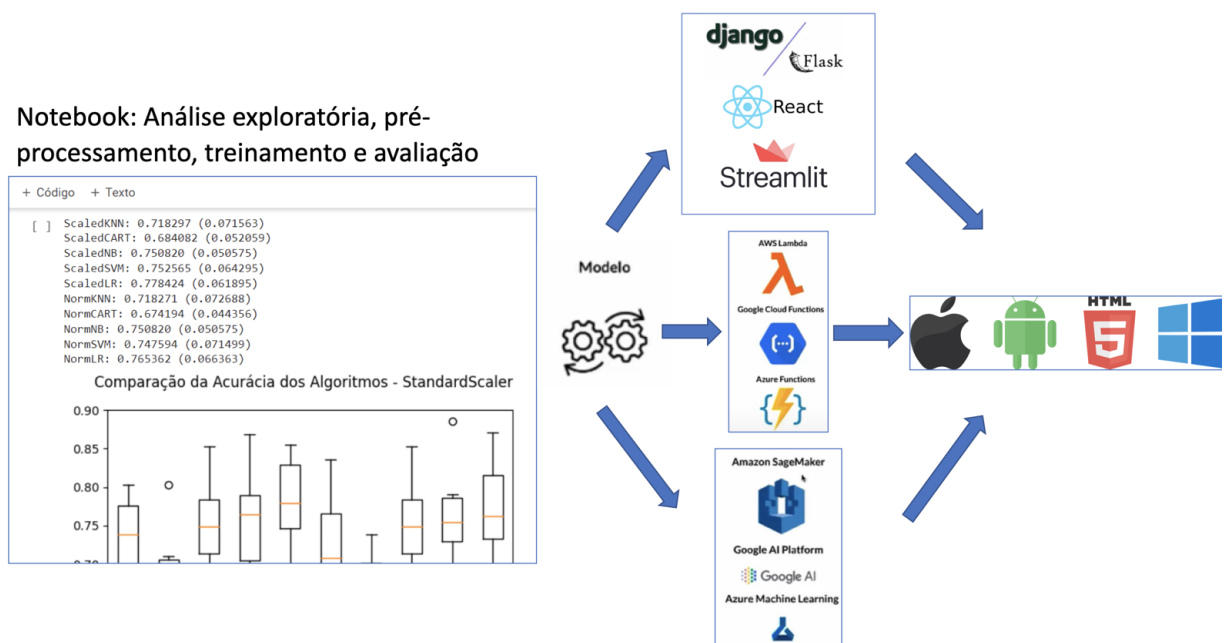 Notebook: Análise exploratória, pré-
processamento, treinamento e avaliação
+ Código + Texto
[ ] ScaledKNN: 0.718297 (0.071563)
ScaledCART: 0.684082 (0.052059)
ScaledNB: 0.750820 (0.050575)
ScaledSVM: 0.752565 (0.064295)
ScaledLR: 0.778424 (0.061895)
NormKNN: 0.718271 (0.072688)
NormCART: 0.674194 (0.044356)
NormNB: 0.750820 (0.050575)
NormSVM: 0.747594 (0.071499)
NormLR: 0.765362 (0.066363)
Comparação da Acurácia dos Algoritmos - StandardScaler
0.90
0.85
0.80
0.75
0.70
Modelo
django
Flask
React
Streamlit
AWS Lambda
Google Cloud Functions
Azure Functions
Amazon SageMaker
Google AI Platform
Google AI
Azure Machine Learning
HTML
5